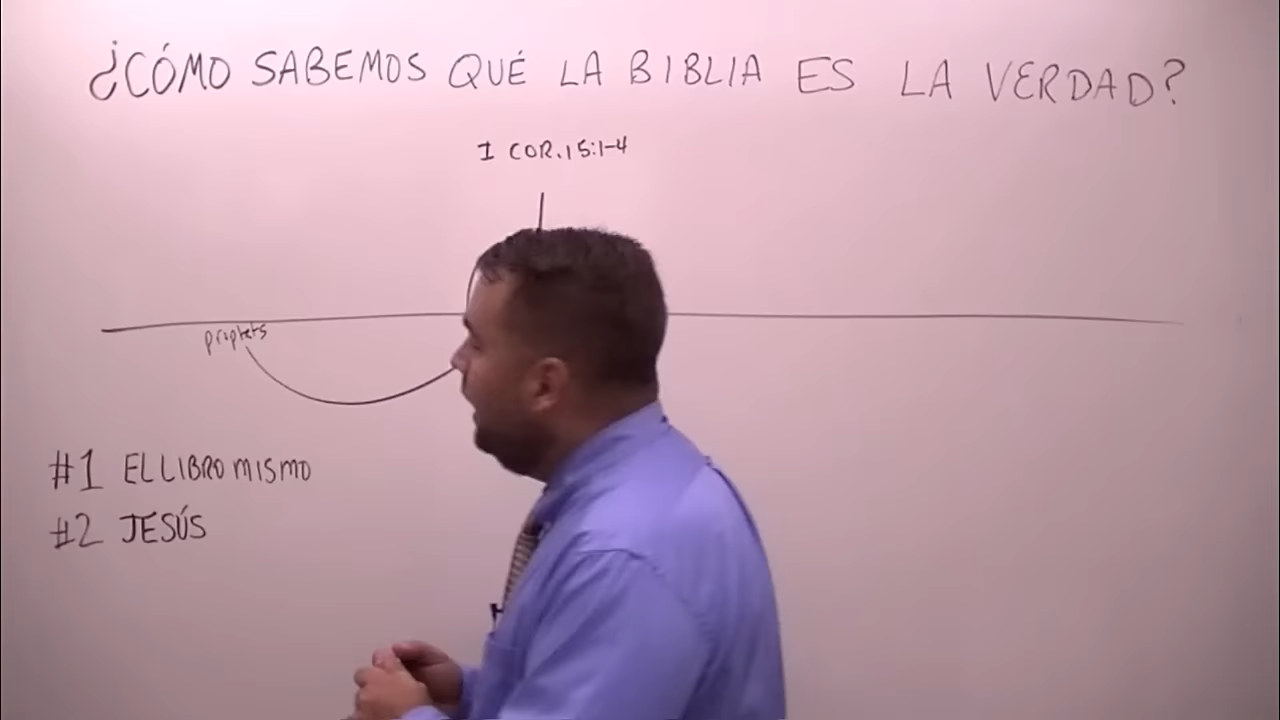 ¿CÓMO SABEMOS QUÉ LA BIBLIA ES LA VERDAD?
I COR. 15:1-4
prophets
#1 EL LIBRO MISMO
#2 JESÚS